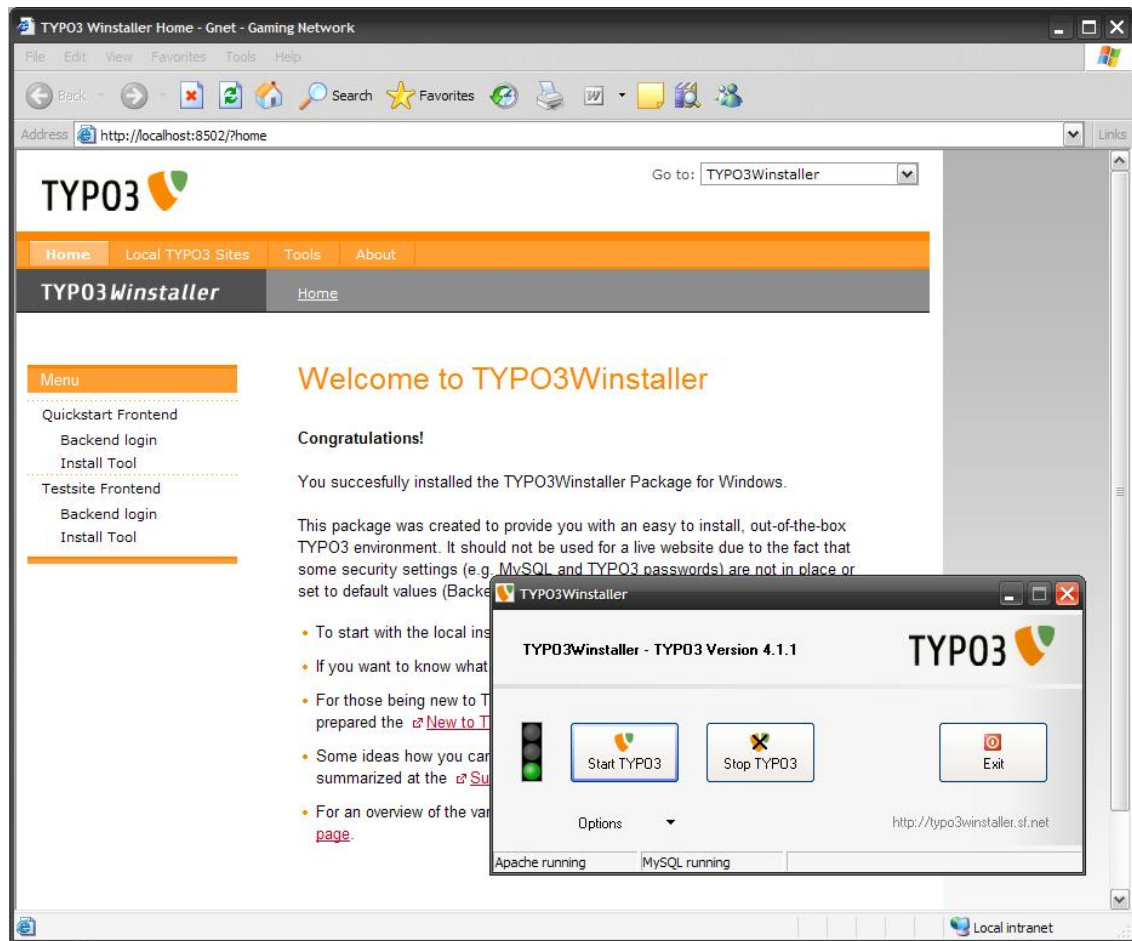 TYPO3 Winstaller Home - Gnet - Gaming Network
File Edit View Favorites Tools Help
Back Search Favorites
Address http://localhost:8502/?home Links
TYPO3
Go to: TYPO3Winstaller
Home Local TYPO3 Sites Tools About
TYPO3Winstaller Home
Menu
Quickstart Frontend
Backend login
Install Tool
Testsite Frontend
Backend login
Install Tool
Welcome to TYPO3Winstaller
Congratulations!
You succesfully installed the TYPO3Winstaller Package for Windows.
This package was created to provide you with an easy to install, out-of-the-box
TYPO3 environment. It should not be used for a live website due to the fact that
some security settings (e.g. MySQL and TYPO3 passwords) are not in place or
set to default values (Backe
• To start with the local ins
• If you want to know what
• For those being new to T
prepared the New to T
• Some ideas how you can
summarized at the Su
• For an overview of the var
page.
TYPO3Winstaller
TYPO3Winstaller - TYPO3 Version 4.1.1
TYPO3
Start TYPO3
Stop TYPO3
Exit
Options
http://typo3winstaller.sf.net
Apache running MySQL running
Local intranet